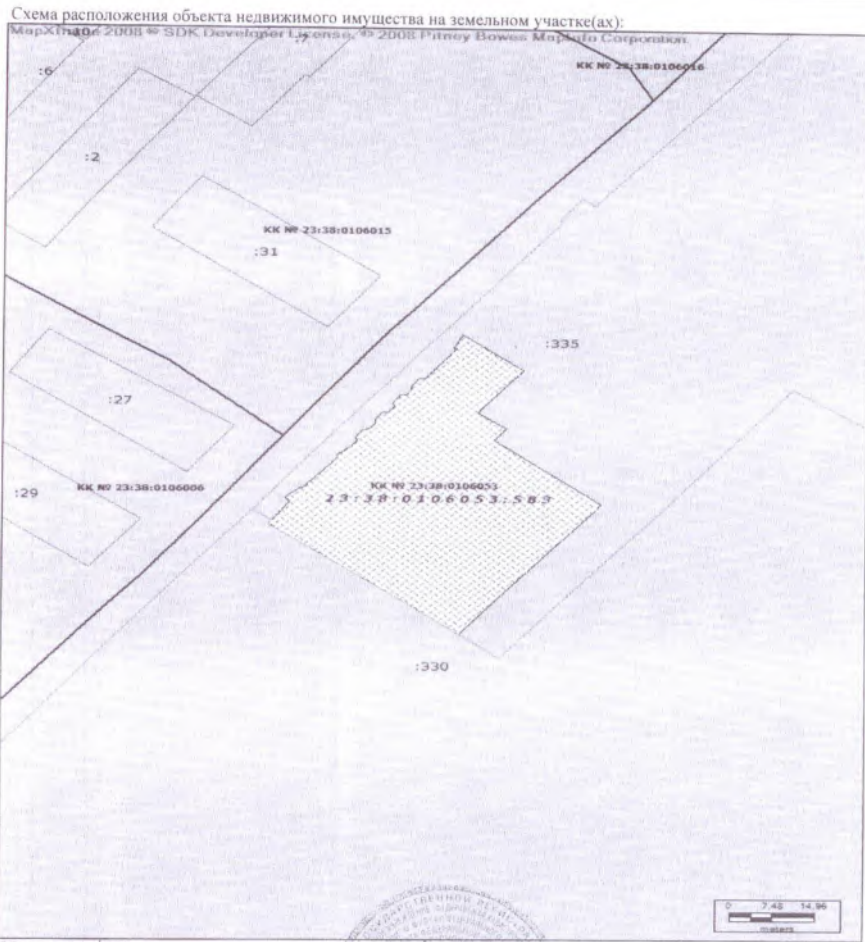 Схема расположения объекта недвижимого имущества на земельном участке(ах):
2008 © SDK Developer License, © 2008 Pitney Bowes MapInfo Corporation.
:10
:7
:6
КК № 23:38:0106016
:2
КК № 23:38:0106015
:31
:335
:27
:29
КК № 23:38:0106006
КК № 23:38:0106053
23:38:0106053:583
:330
0 7.48 14.96
meters